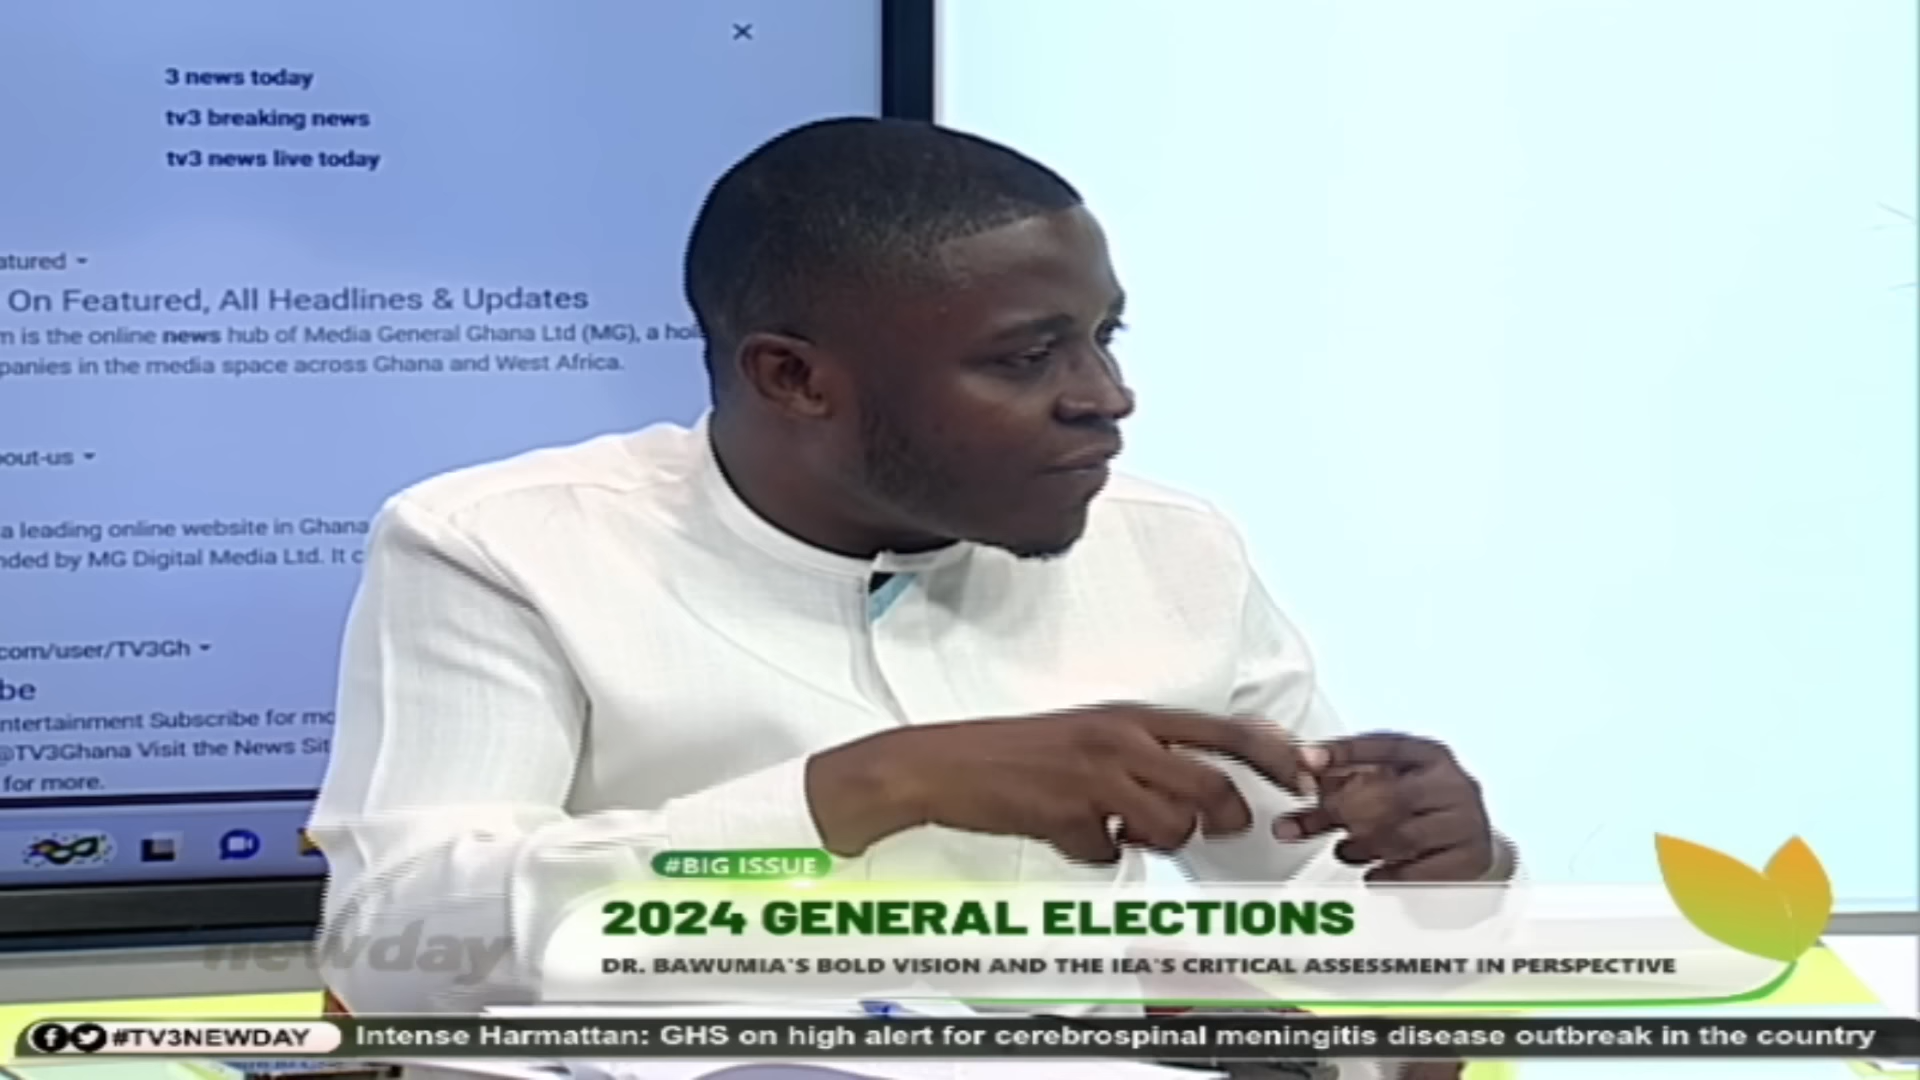 3 news today
tv3 breaking news
tv3 news live today
atured
On Featured, All Headlines & Updates
m is the online news hub of Media General Ghana Ltd (MG), a hol
panies in the media space across Ghana and West Africa.
bout-us
a leading online website in Ghana
nded by MG Digital Media Ltd. It c
com/user/TV3Gh
be
ntertainment Subscribe for mo
@TV3Ghana Visit the News Sit
for more.
#BIG ISSUE
2024 GENERAL ELECTIONS
DR. BAWUMIA'S BOLD VISION AND THE IEA'S CRITICAL ASSESSMENT IN PERSPECTIVE
newday
#TV3NEWDAY
Intense Harmattan: GHS on high alert for cerebrospinal meningitis disease outbreak in the country